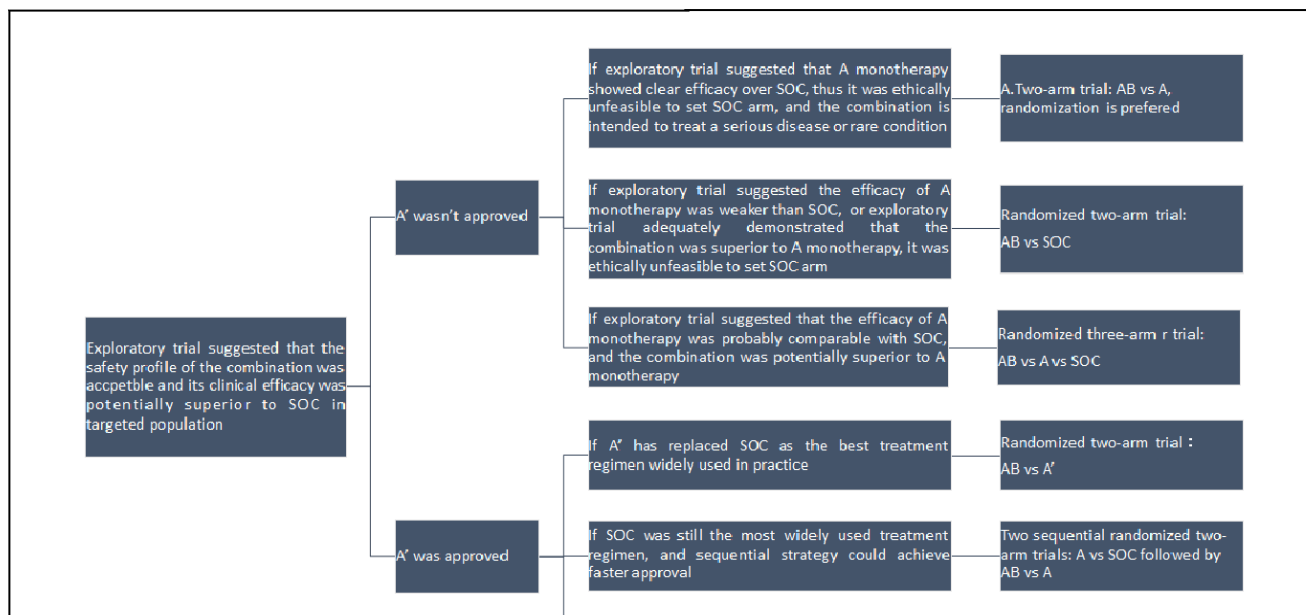 If exploratory trial suggested that A monotherapy
showed clear efficacy over SOC, thus it was ethically
unfeasible to set SOC arm, and the combination is
intended to treat a serious disease or rare condition
A.Two-arm trial: AB vs A,
randomization is prefered
A' wasn't approved
If exploratory trial suggested the efficacy of A
monotherapy was weaker than SOC, or exploratory
trial adequately demonstrated that the
combination was superior to A monotherapy, it was
ethically unfeasible to set SOC arm
Randomized two-arm trial:
AB vs SOC
If exploratory trial suggested that the efficacy of A
monotherapy was probably comparable with SOC,
and the combination was potentially superior to A
monotherapy
Randomized three-arm r trial:
AB vs A vs SOC
Exploratory trial suggested that the
safety profile of the combination was
accpetble and its clinical efficacy was
potentially superior to SOC in
targeted population
If A' has replaced SOC as the best treatment
regimen widely used in practice
Randomized two-arm trial：
AB vs A'
A' was approved
If SOC was still the most widely used treatment
regimen, and sequential strategy could achieve
faster approval
Two sequential randomized two-
arm trials: A vs SOC followed by
AB vs A